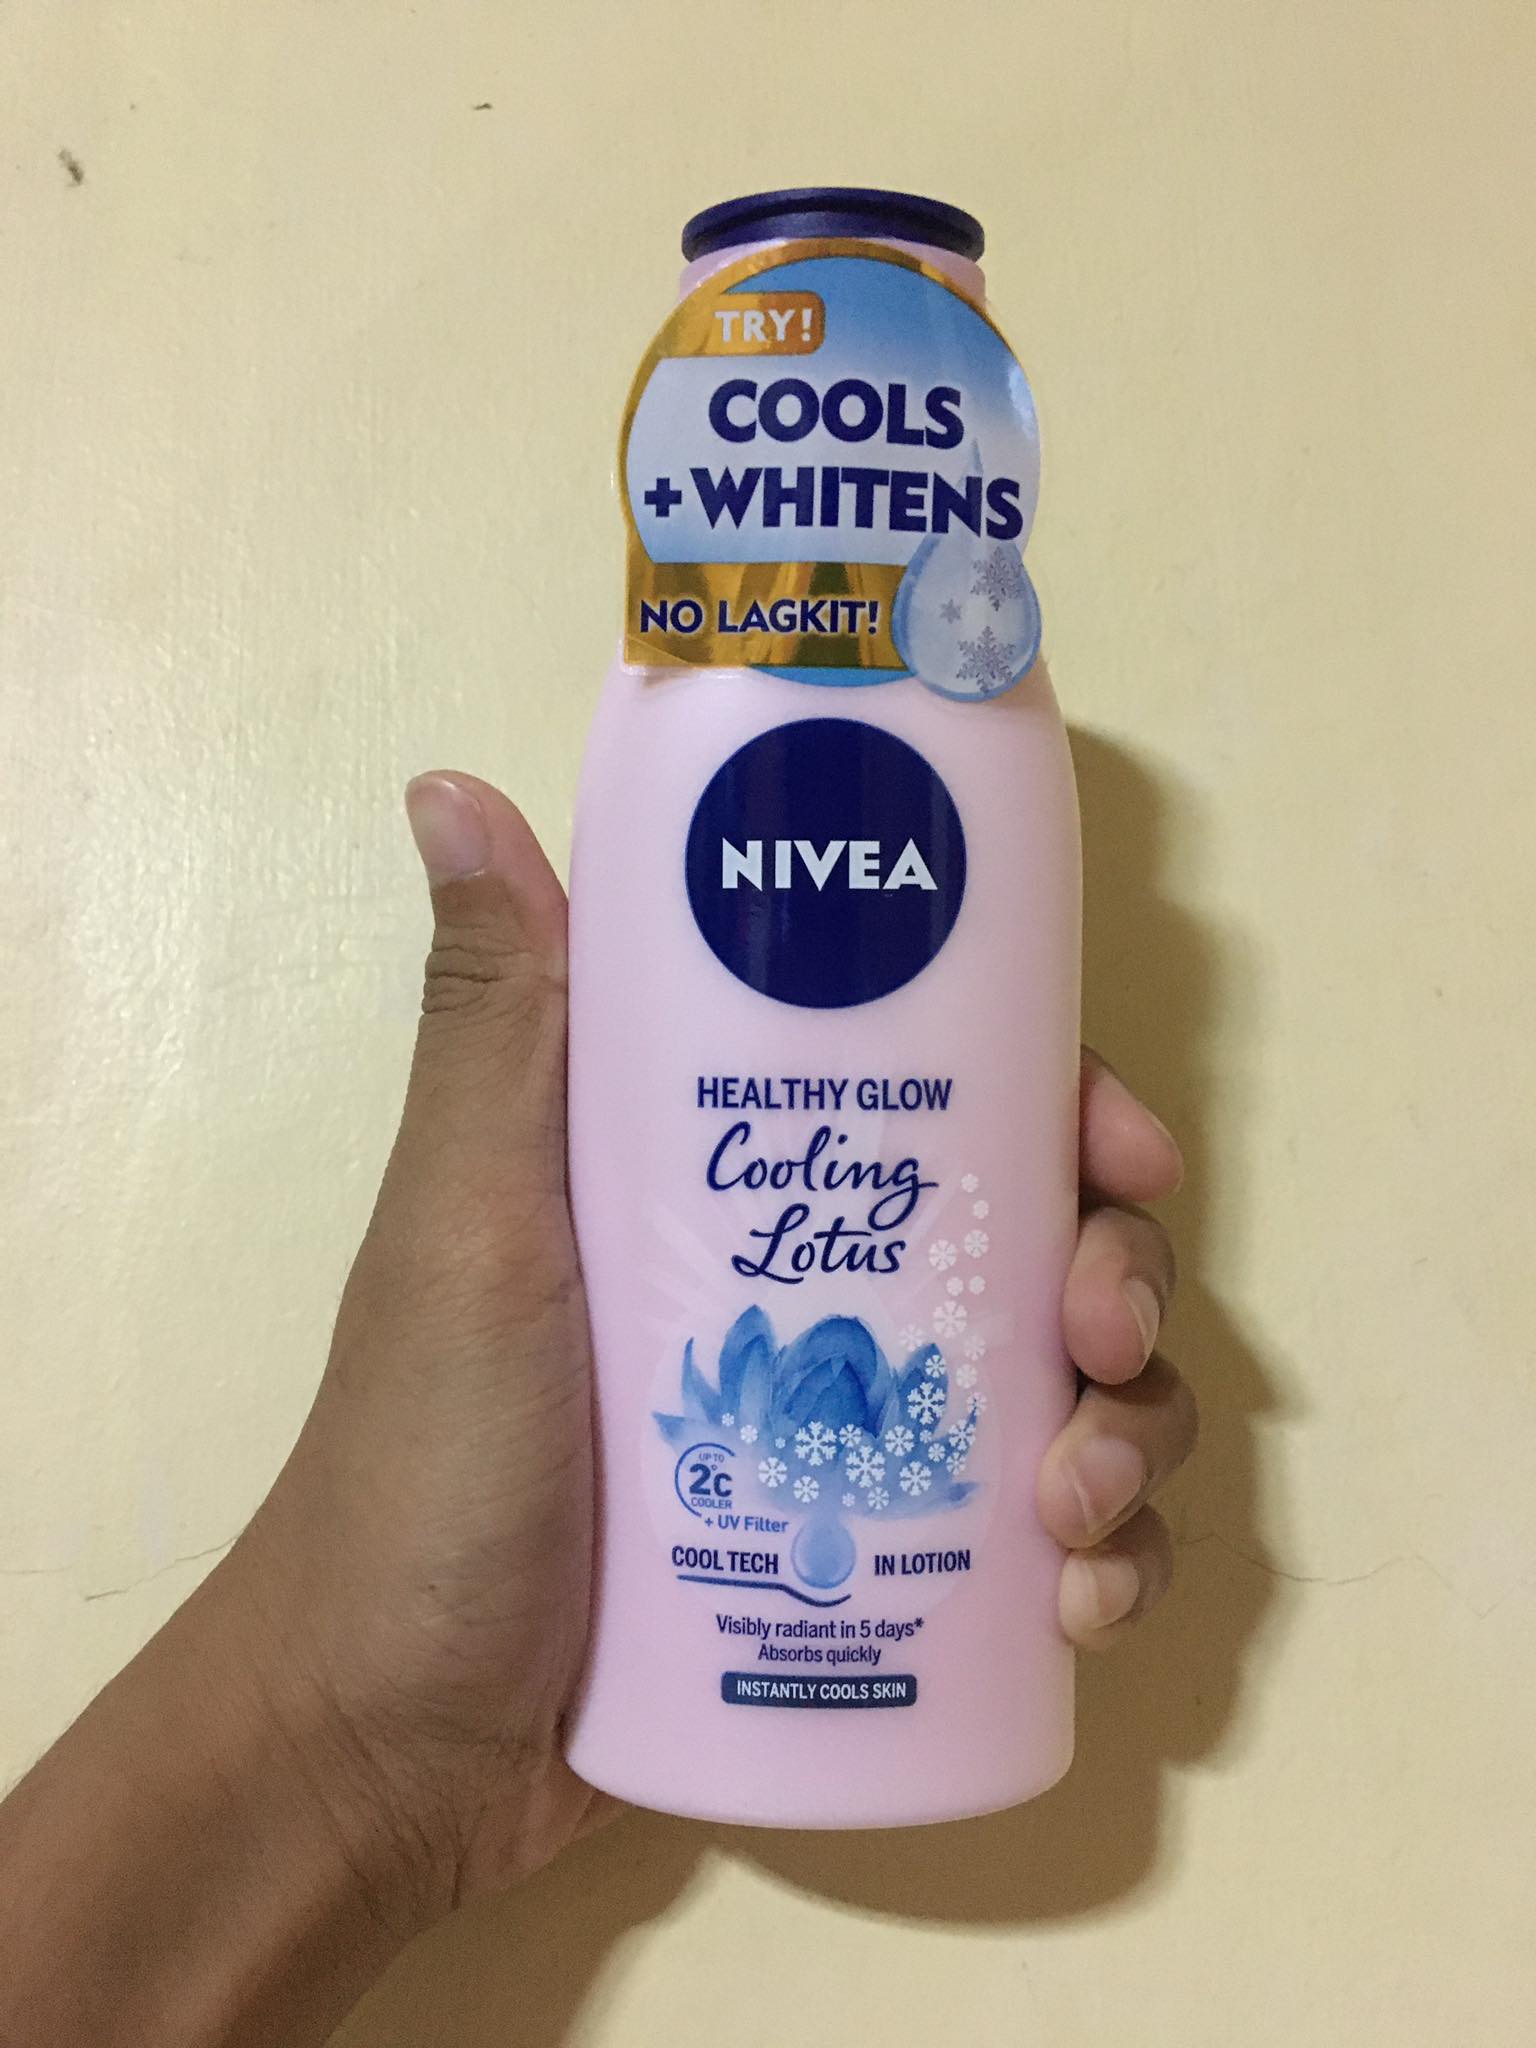 TRY!
COOLS
+WHITENS
NO LAGKIT!
NIVEA
HEALTHY GLOW
Cooling
Lotus
UP TO
2°C
COOLER
+ UV Filter
COOL TECH IN LOTION
Visibly radiant in 5 days*
Absorbs quickly
INSTANTLY COOLS SKIN